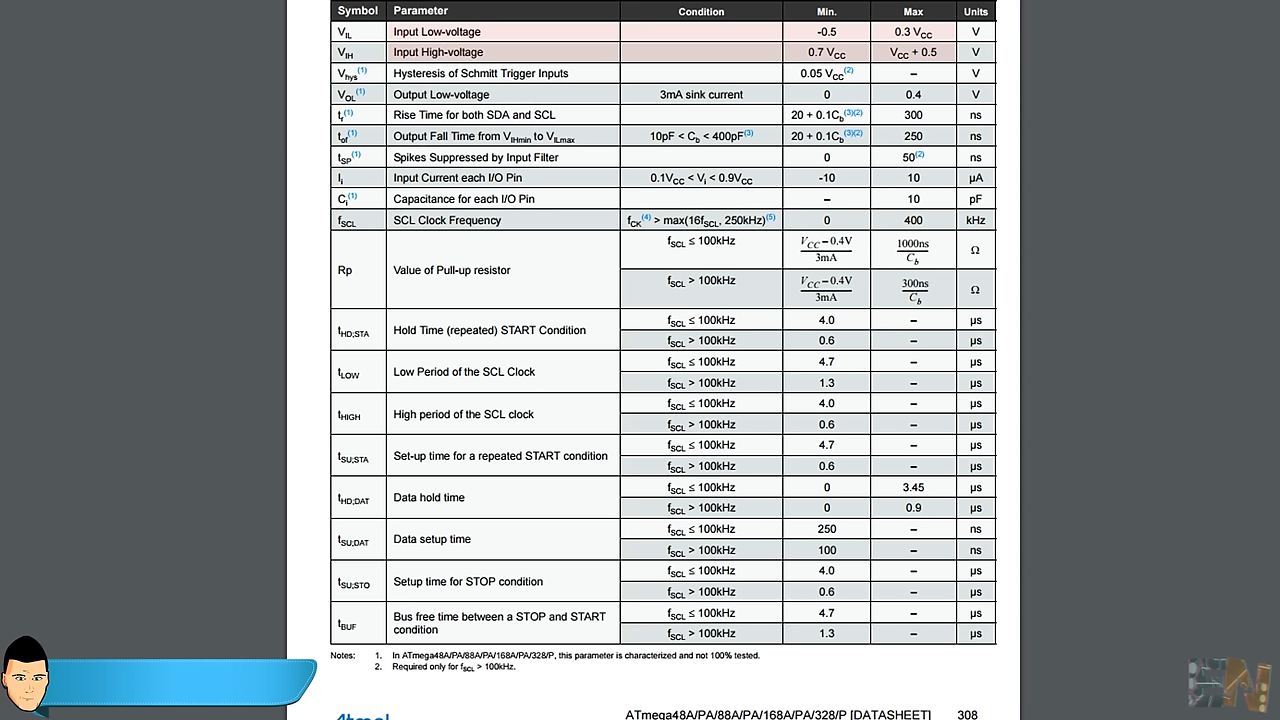 Symbol Parameter Condition Min. Max Units
VIL Input Low-voltage -0.5 0.3 VCC V
VIH Input High-voltage 0.7 VCC VCC + 0.5 V
Vhys(1) Hysteresis of Schmitt Trigger Inputs 0.05 VCC(2) – V
VOL(1) Output Low-voltage 3mA sink current 0 0.4 V
tr(1) Rise Time for both SDA and SCL 20 + 0.1Cb(3)(2) 300 ns
tof(1) Output Fall Time from VIHmin to VILmax 10pF < Cb < 400pF(3) 20 + 0.1Cb(3)(2) 250 ns
tSP(1) Spikes Suppressed by Input Filter 0 50(2) ns
Ii Input Current each I/O Pin 0.1VCC < Vi < 0.9VCC -10 10 µA
Ci(1) Capacitance for each I/O Pin – 10 pF
fSCL SCL Clock Frequency fCK(4) > max(16fSCL, 250kHz)(5) 0 400 kHz
Rp Value of Pull-up resistor fSCL ≤ 100kHz VCC – 0.4V / 3mA 1000ns / Cb Ω
fSCL > 100kHz VCC – 0.4V / 3mA 300ns / Cb Ω
tHD;STA Hold Time (repeated) START Condition fSCL ≤ 100kHz 4.0 – µs
fSCL > 100kHz 0.6 – µs
tLOW Low Period of the SCL Clock fSCL ≤ 100kHz 4.7 – µs
fSCL > 100kHz 1.3 – µs
tHIGH High period of the SCL clock fSCL ≤ 100kHz 4.0 – µs
fSCL > 100kHz 0.6 – µs
tSU;STA Set-up time for a repeated START condition fSCL ≤ 100kHz 4.7 – µs
fSCL > 100kHz 0.6 – µs
tHD;DAT Data hold time fSCL ≤ 100kHz 0 3.45 µs
fSCL > 100kHz 0 0.9 µs
tSU;DAT Data setup time fSCL ≤ 100kHz 250 – ns
fSCL > 100kHz 100 – ns
tSU;STO Setup time for STOP condition fSCL ≤ 100kHz 4.0 – µs
fSCL > 100kHz 0.6 – µs
tBUF Bus free time between a STOP and START condition fSCL ≤ 100kHz 4.7 – µs
fSCL > 100kHz 1.3 – µs
Notes: 1. In ATmega48A/PA/88A/PA/168A/PA/328/P, this parameter is characterized and not 100% tested.
2. Required only for fSCL > 100kHz.
Atmel ATmega48A/PA/88A/PA/168A/PA/328/P [DATASHEET] 308